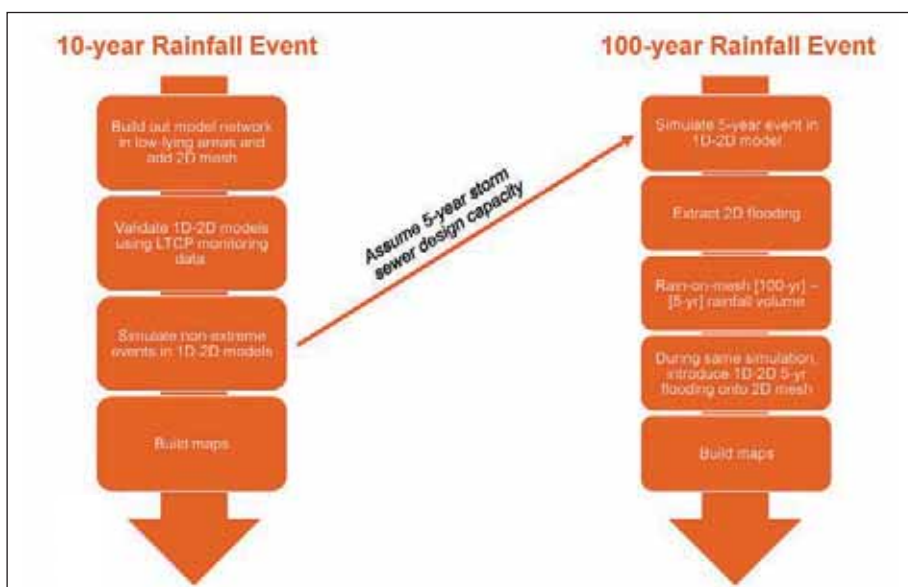 10-year Rainfall Event
Build out model network
in low-lying areas and
add 2D mesh
Validate 1D-2D models
using LTCP monitoring
data
Simulate non-extreme
events in 1D-2D models
Build maps
Assume 5-year storm
sewer design capacity
100-year Rainfall Event
Simulate 5-year event in
1D-2D model
Extract 2D flooding
Rain-on-mesh [100-yr] –
[5-yr] rainfall volume
During same simulation,
introduce 1D-2D 5-yr
flooding onto 2D mesh
Build maps